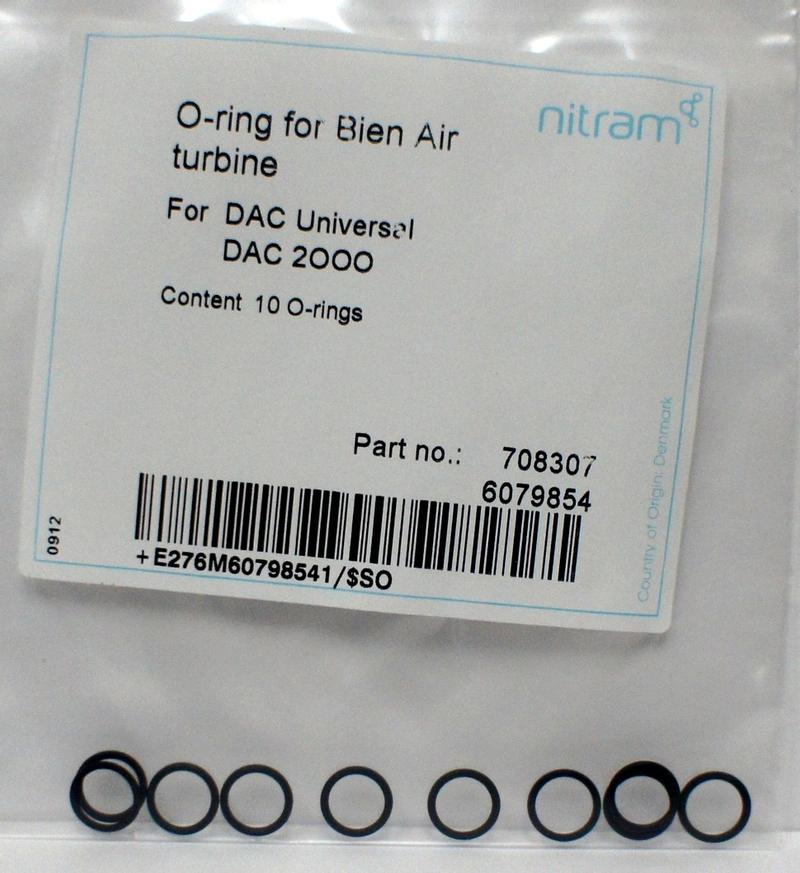 nitram
O-ring for Bien Air
turbine
For DAC Universal
DAC 2000
Content 10 O-rings
Part no.: 708307
6079854
+E276M60798541/$SO
0912
Country of Origin: Denmark